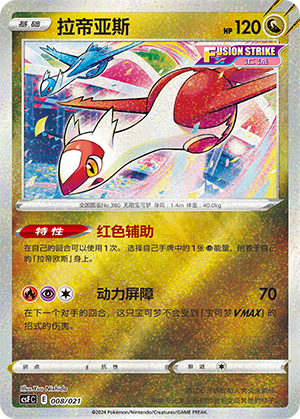 基础 拉帝亚斯 HP 120
FUSION STRIKE
汇流
全国图鉴No.380 无限宝可梦 身高：1.4m 体重：40.0kg
特性 红色辅助
在自己的回合可以使用1次。选择自己手牌中的1张能量，附着于自己
的「拉帝欧斯」身上。
动力屏障 70
在下一个对手的回合，这只宝可梦不会受到「宝可梦VMAX」的
招式的伤害。
弱点 抗性 撤退
Illus. Yuu Nishida
csFC E 008/021
©2024 Pokémon/Nintendo/Creatures/GAME FREAK.